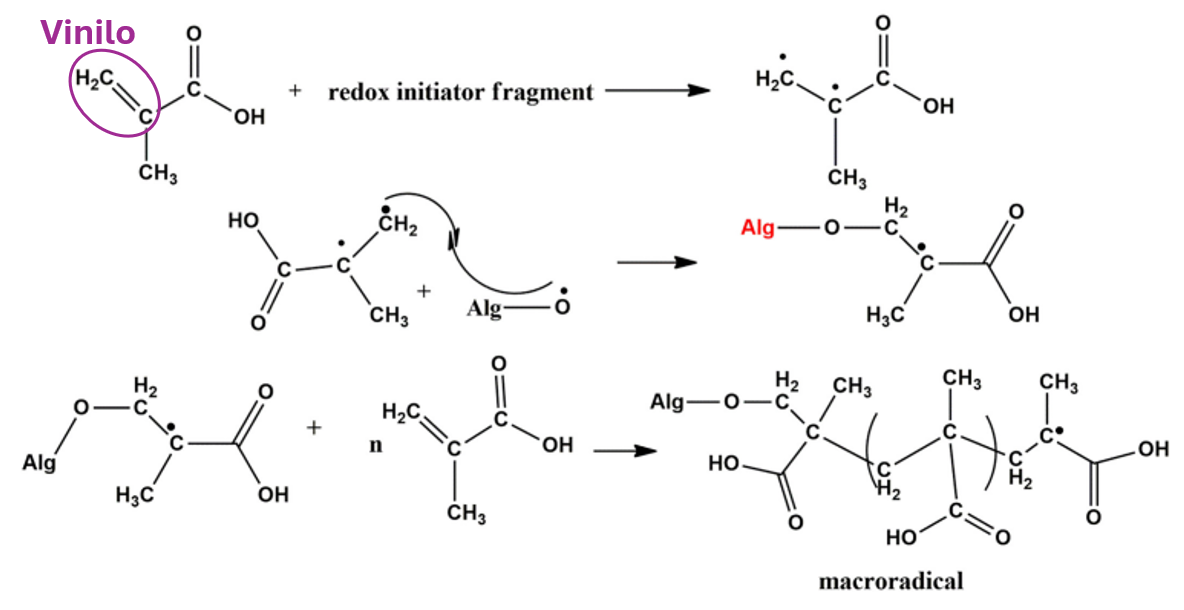 Vinilo
O
H₂C
C
C
OH
CH₃
+
redox initiator fragment
O
H₂C
C
C
OH
CH₃
HO
CH₂
C
C
O
CH₃
+
Alg
O
Alg
O
H₂
C
C
O
H₃C
OH
H₂
O
C
O
C
Alg
H₃C
OH
+
n
O
H₂C
C
C
OH
CH₃
Alg
O
H₂
C
CH₃
C
HO
O
C
H₂
CH₃
C
C
HO
O
C
H₂
CH₃
C
C
OH
O
macroradical